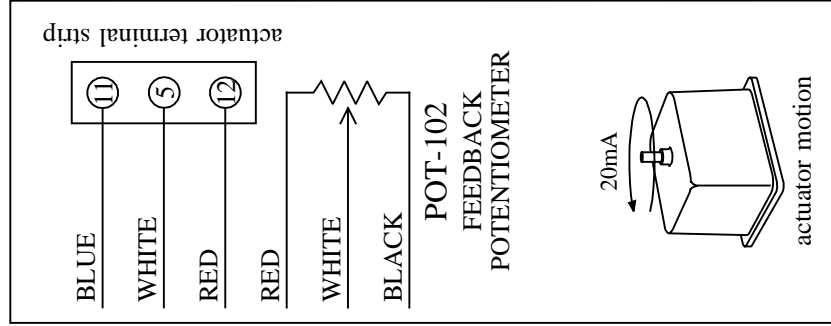 actuator terminal strip
11
5
12
BLUE
WHITE
RED
RED
WHITE
BLACK
POT-102
FEEDBACK
POTENTIOMETER
20mA
actuator motion